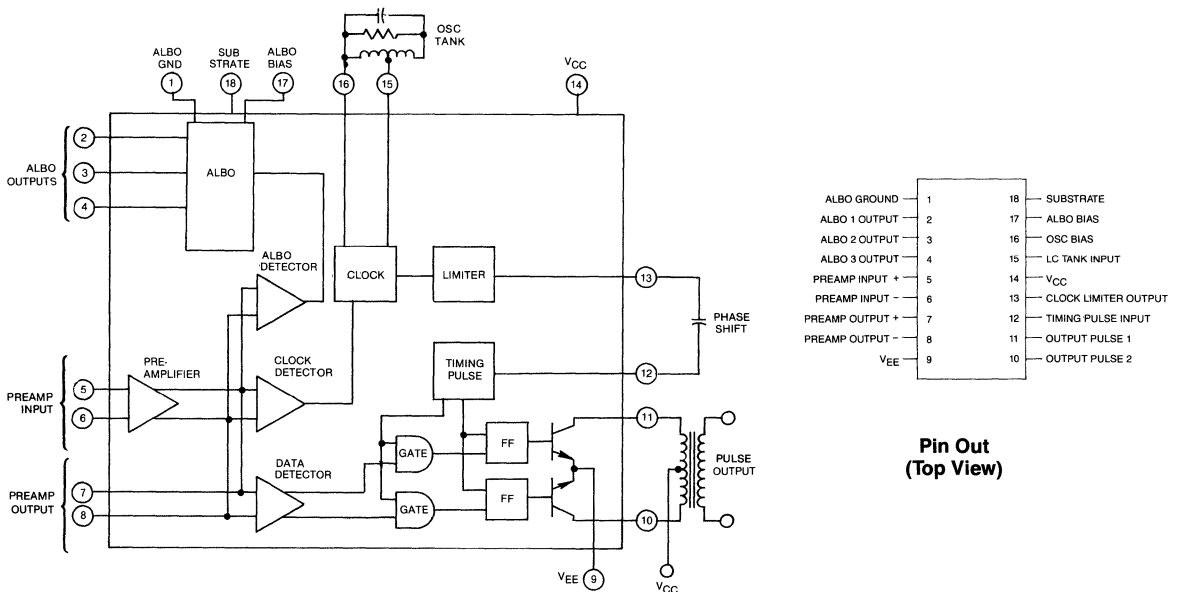 OSC
TANK
ALBO
GND
SUB
STRATE
ALBO
BIAS
VCC
1
18
17
16
15
14
2
3
4
ALBO
OUTPUTS
ALBO
ALBO
DETECTOR
CLOCK
LIMITER
13
PHASE
SHIFT
PRE-
AMPLIFIER
CLOCK
DETECTOR
TIMING
PULSE
12
PREAMP
INPUT
5
6
11
GATE
FF
PULSE
OUTPUT
DATA
DETECTOR
PREAMP
OUTPUT
7
8
GATE
FF
10
VEE
9
VCC
ALBO GROUND 1 18 SUBSTRATE
ALBO 1 OUTPUT 2 17 ALBO BIAS
ALBO 2 OUTPUT 3 16 OSC BIAS
ALBO 3 OUTPUT 4 15 LC TANK INPUT
PREAMP INPUT + 5 14 VCC
PREAMP INPUT – 6 13 CLOCK LIMITER OUTPUT
PREAMP OUTPUT + 7 12 TIMING PULSE INPUT
PREAMP OUTPUT – 8 11 OUTPUT PULSE 1
VEE 9 10 OUTPUT PULSE 2
Pin Out
(Top View)